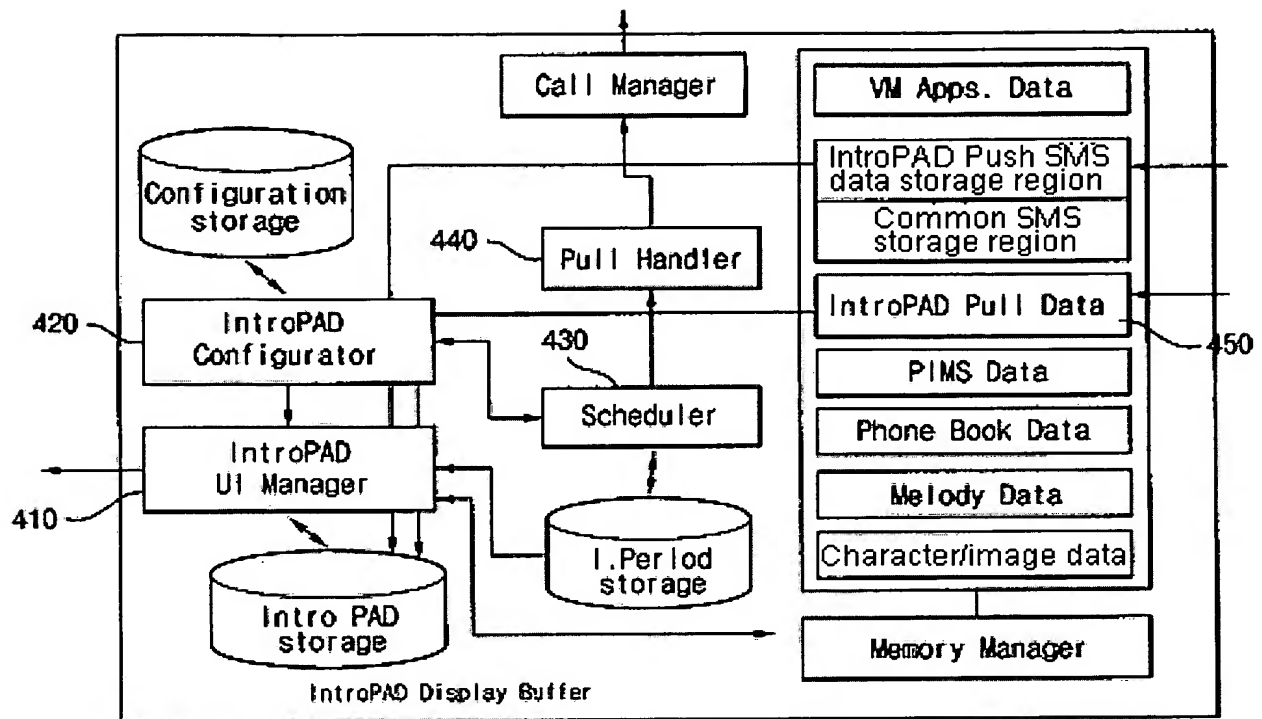 Call Manager
VM Apps. Data
IntroPAD Push SMS
data storage region
Common SMS
storage region
Configuration
storage
440
Pull Handler
IntroPAD Pull Data
450
420
IntroPAD
Configurator
430
Scheduler
PIMS Data
Phone Book Data
IntroPAD
UI Manager
410
Melody Data
I.Period
storage
Character/image data
Intro PAD
storage
Memory Manager
IntroPAD Display Buffer